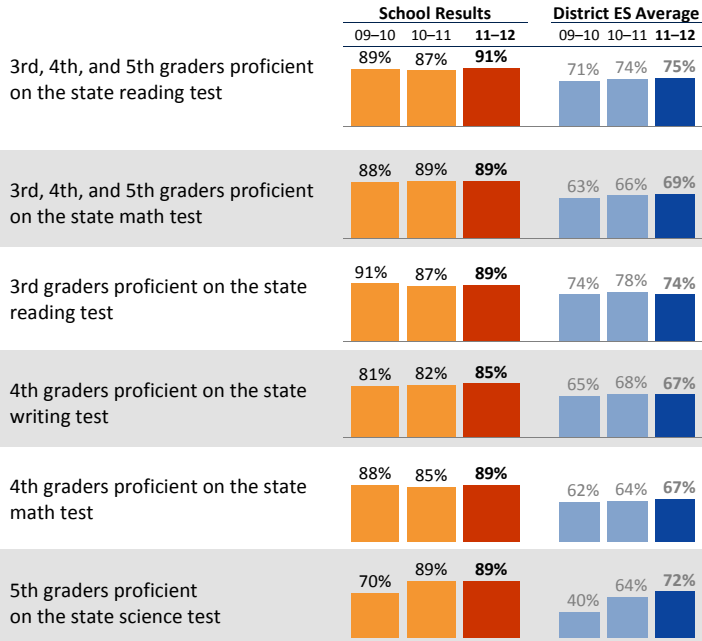 School Results District ES Average
09–10 10–11 11–12 09–10 10–11 11–12
89% 87% 91% 71% 74% 75%
3rd, 4th, and 5th graders proficient
on the state reading test
88% 89% 89% 63% 66% 69%
3rd, 4th, and 5th graders proficient
on the state math test
91% 87% 89% 74% 78% 74%
3rd graders proficient on the state
reading test
81% 82% 85% 65% 68% 67%
4th graders proficient on the state
writing test
88% 85% 89% 62% 64% 67%
4th graders proficient on the state
math test
70% 89% 89% 40% 64% 72%
5th graders proficient
on the state science test